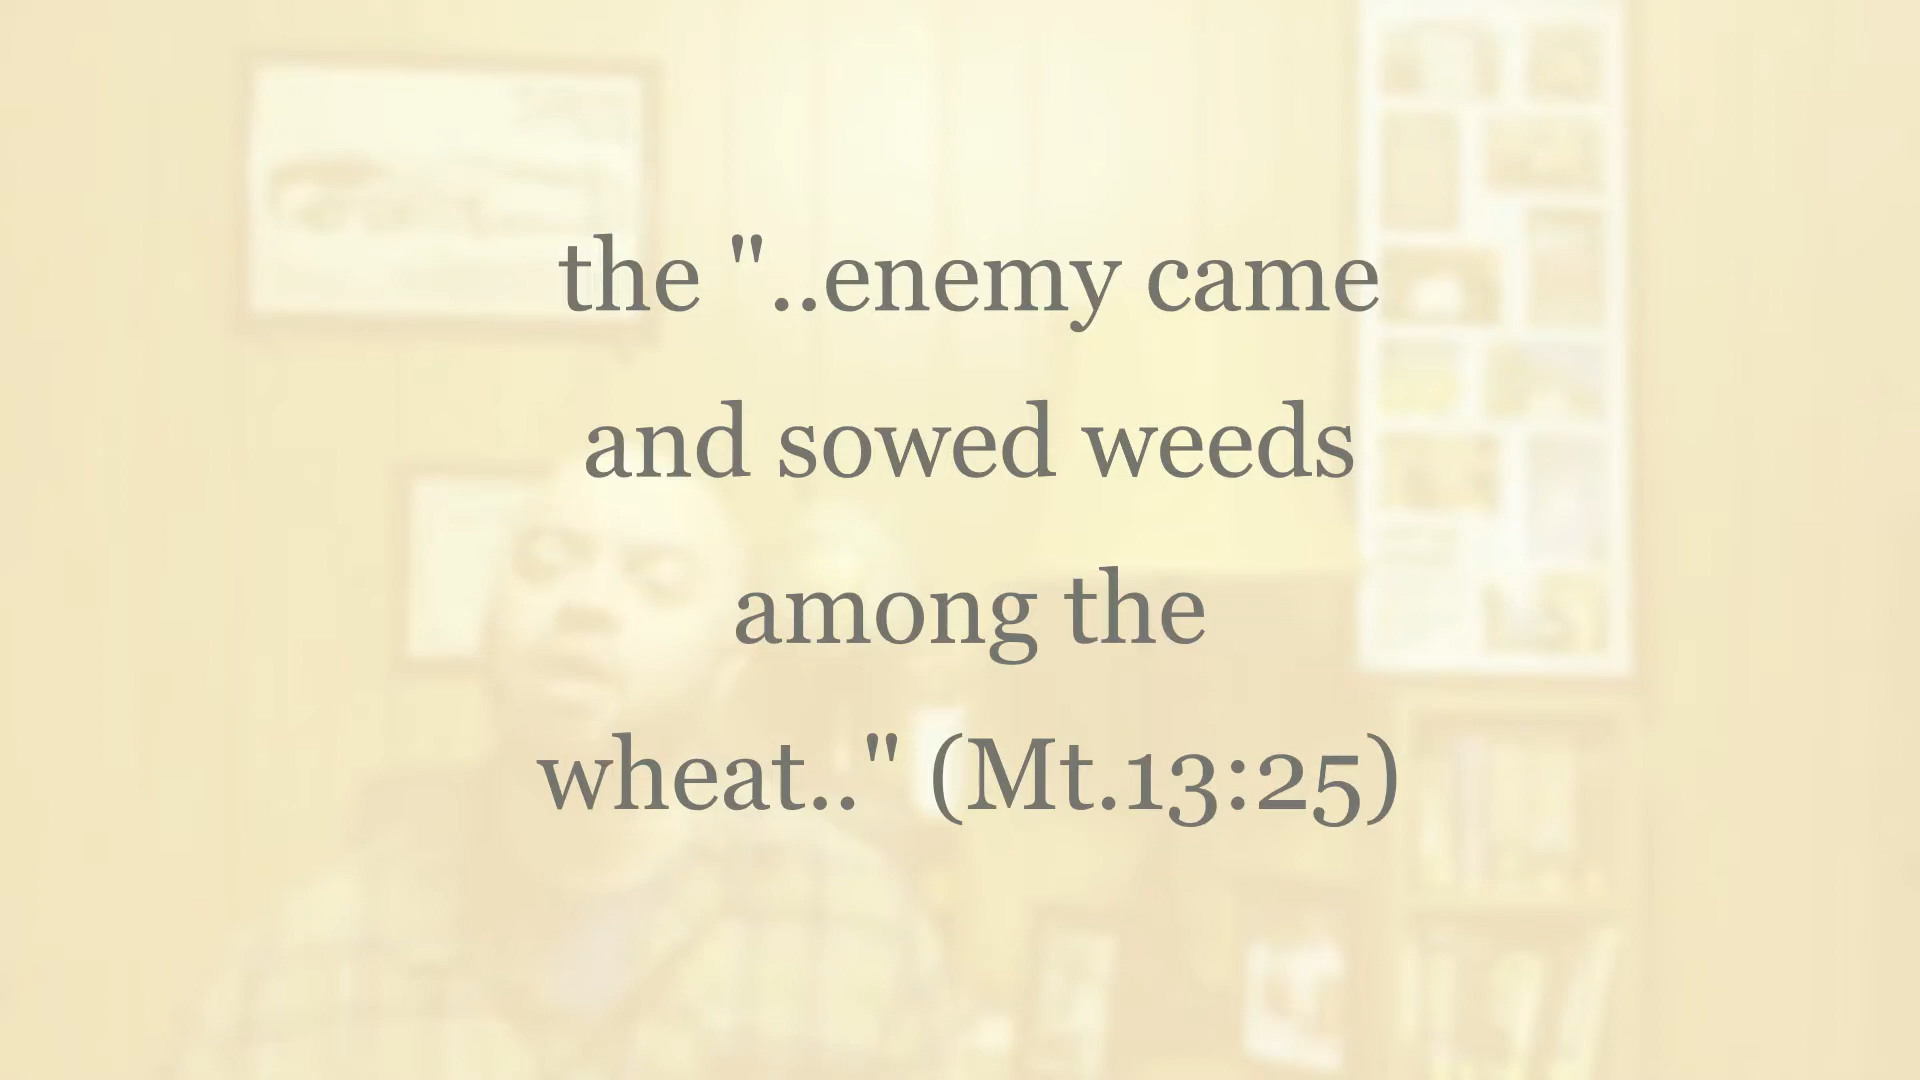 the "..enemy came
and sowed weeds
among the
wheat.." (Mt.13:25)